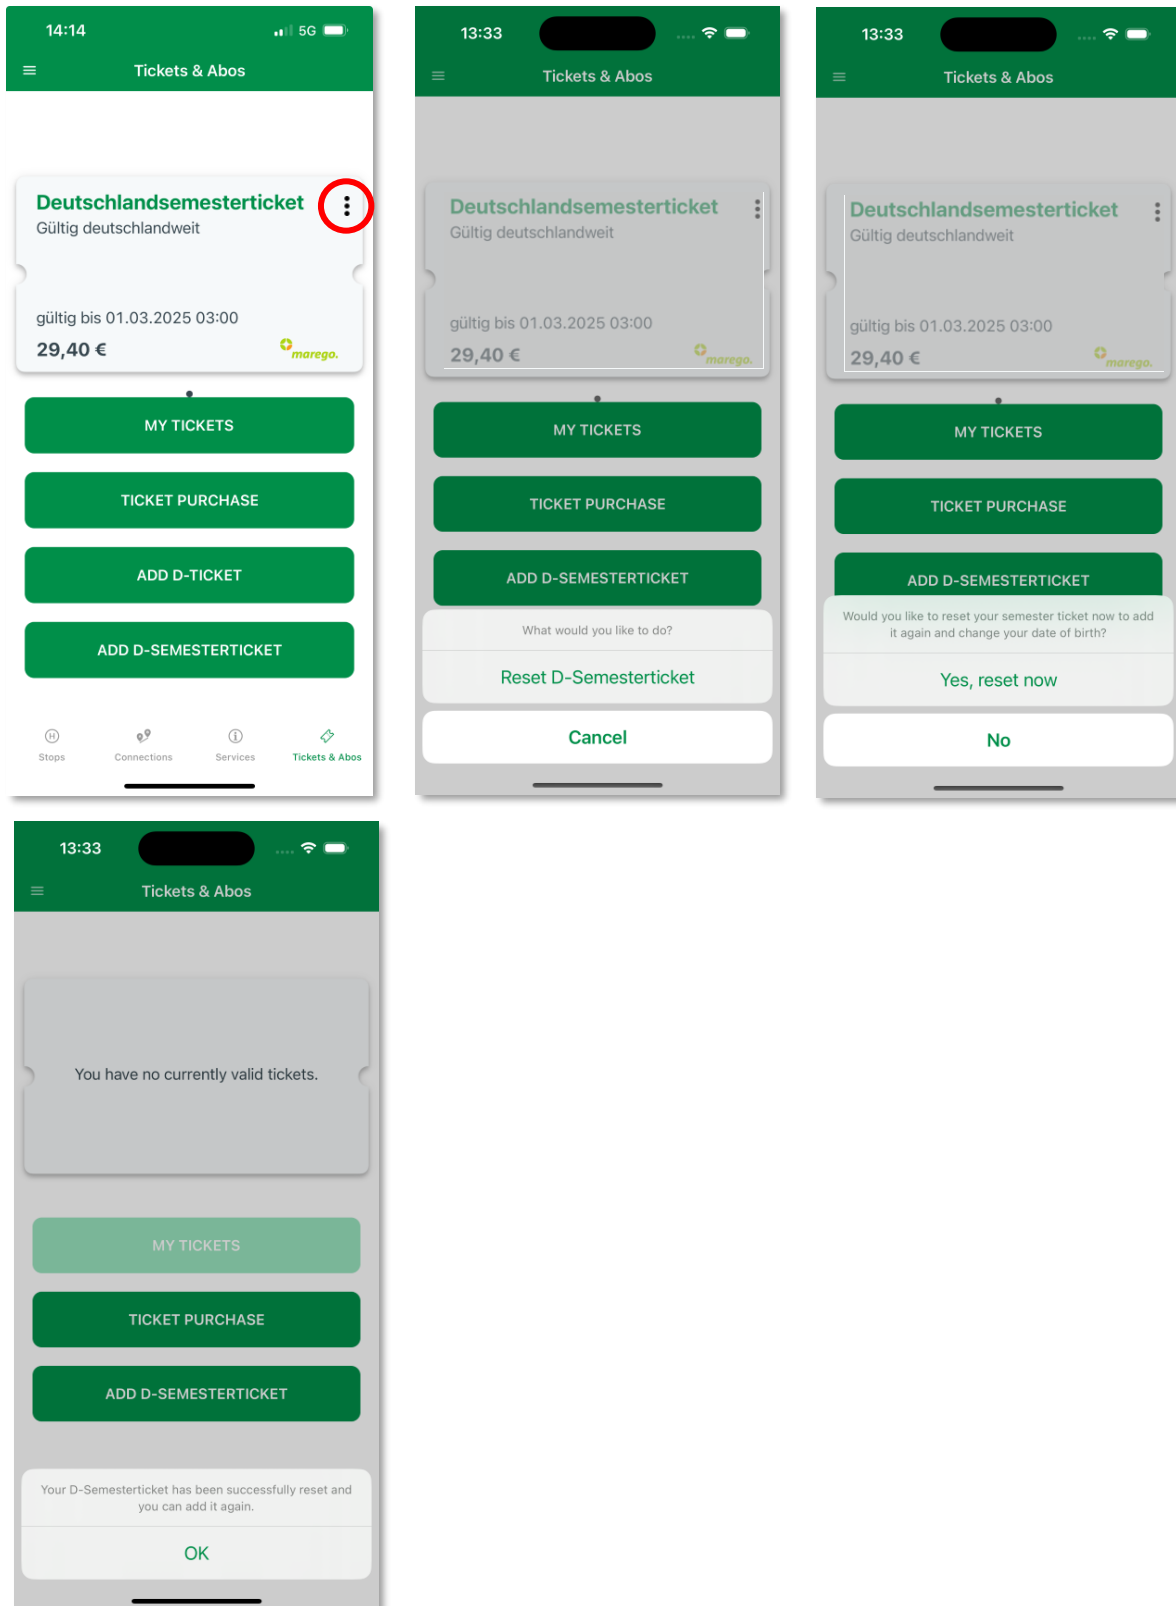 14:14
5G
Tickets & Abos
Deutschlandsemesterticket
Gültig deutschlandweit
gültig bis 01.03.2025 03:00
29,40 €
marego.
MY TICKETS
TICKET PURCHASE
ADD D-TICKET
ADD D-SEMESTERTICKET
H
Stops
Connections
Services
Tickets & Abos
13:33
Tickets & Abos
Deutschlandsemesterticket
Gültig deutschlandweit
gültig bis 01.03.2025 03:00
29,40 €
marego.
MY TICKETS
TICKET PURCHASE
ADD D-SEMESTERTICKET
What would you like to do?
Reset D-Semesterticket
Cancel
13:33
Tickets & Abos
Deutschlandsemesterticket
Gültig deutschlandweit
gültig bis 01.03.2025 03:00
29,40 €
marego.
MY TICKETS
TICKET PURCHASE
ADD D-SEMESTERTICKET
Would you like to reset your semester ticket now to add
it again and change your date of birth?
Yes, reset now
No
13:33
Tickets & Abos
You have no currently valid tickets.
MY TICKETS
TICKET PURCHASE
ADD D-SEMESTERTICKET
Your D-Semesterticket has been successfully reset and
you can add it again.
OK